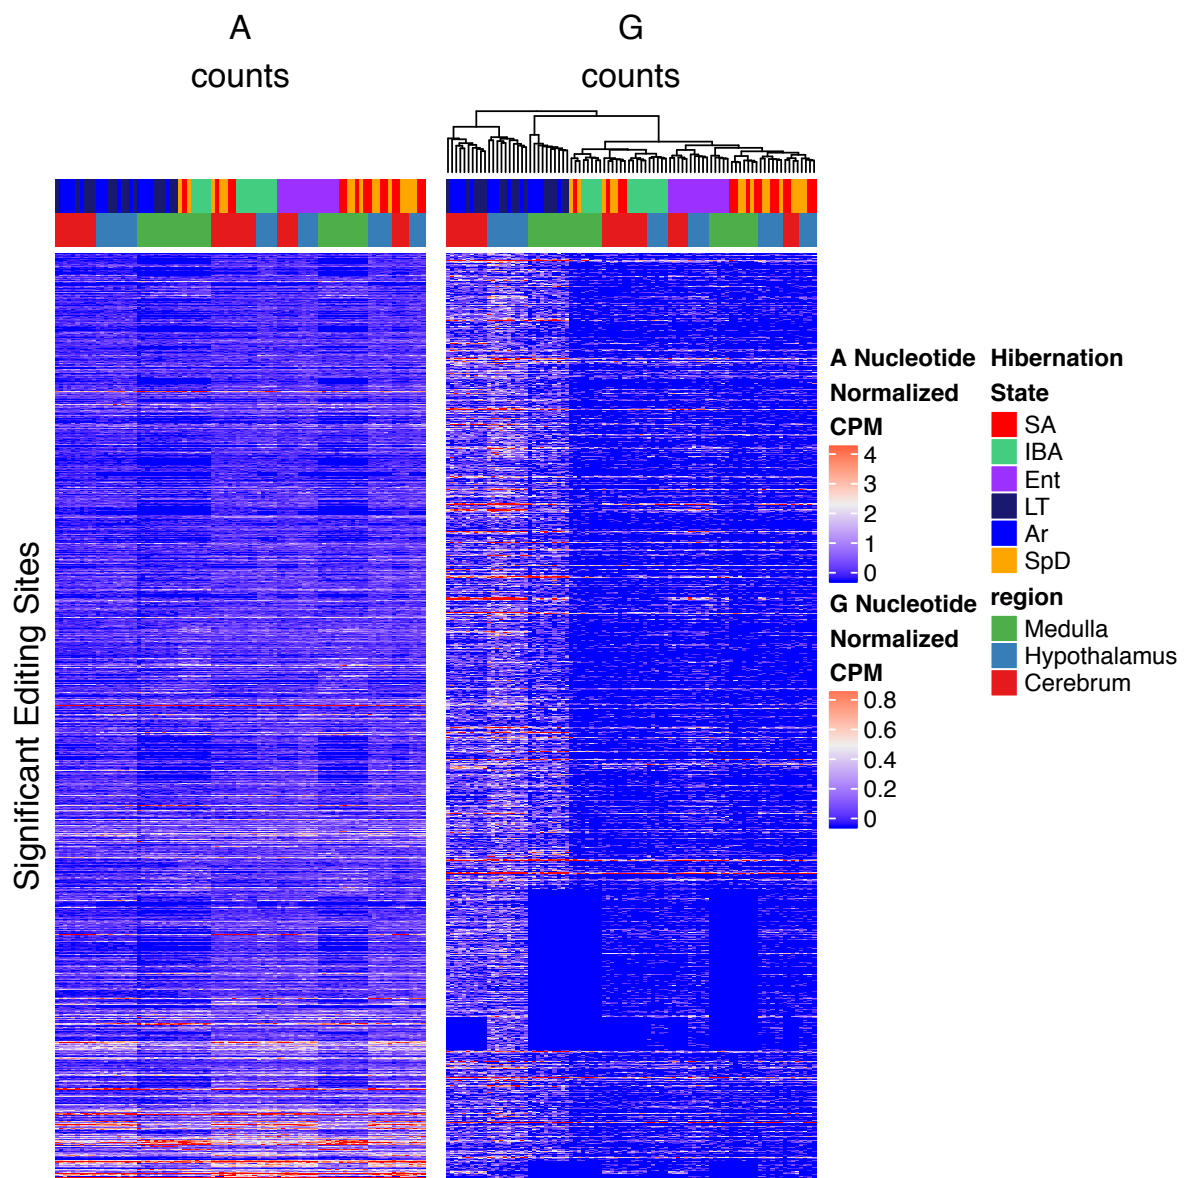 A
counts
G
counts
Significant Editing Sites
A Nucleotide
Normalized
CPM
4
3
2
1
0
G Nucleotide
Normalized
CPM
0.8
0.6
0.4
0.2
0
Hibernation
State
SA
IBA
Ent
LT
Ar
SpD
region
Medulla
Hypothalamus
Cerebrum